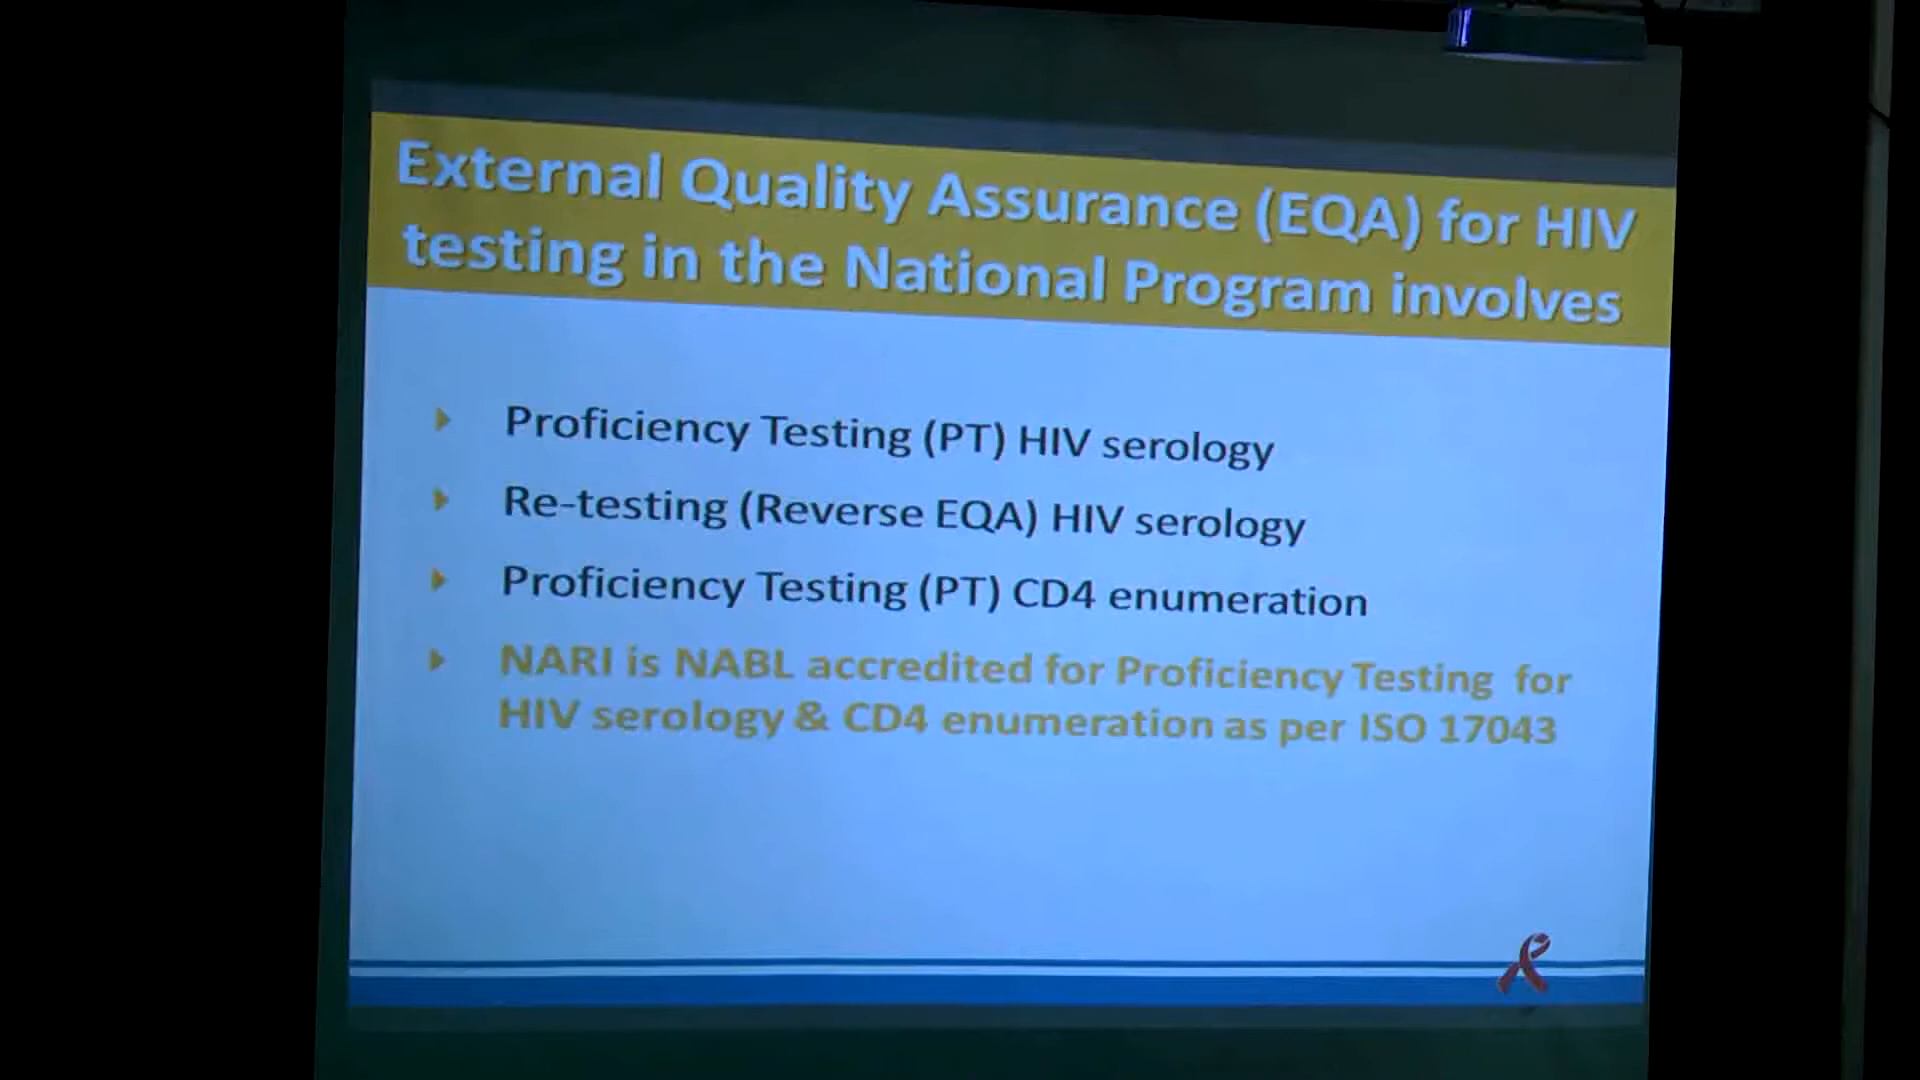 External Quality Assurance (EQA) for HIV
testing in the National Program involves
Proficiency Testing (PT) HIV serology
Re-testing (Reverse EQA) HIV serology
Proficiency Testing (PT) CD4 enumeration
NARI is NABL accredited for Proficiency Testing for
HIV serology & CD4 enumeration as per ISO 17043